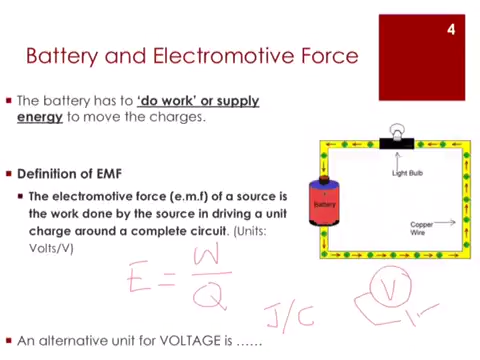 4
Battery and Electromotive Force
The battery has to ‘do work’ or supply
energy to move the charges.
Definition of EMF
The electromotive force (e.m.f) of a source is
the work done by the source in driving a unit
charge around a complete circuit. (Units:
Volts/V)
Light Bulb
Battery
Copper
Wire
E = W/Q
J/C
V
An alternative unit for VOLTAGE is ……